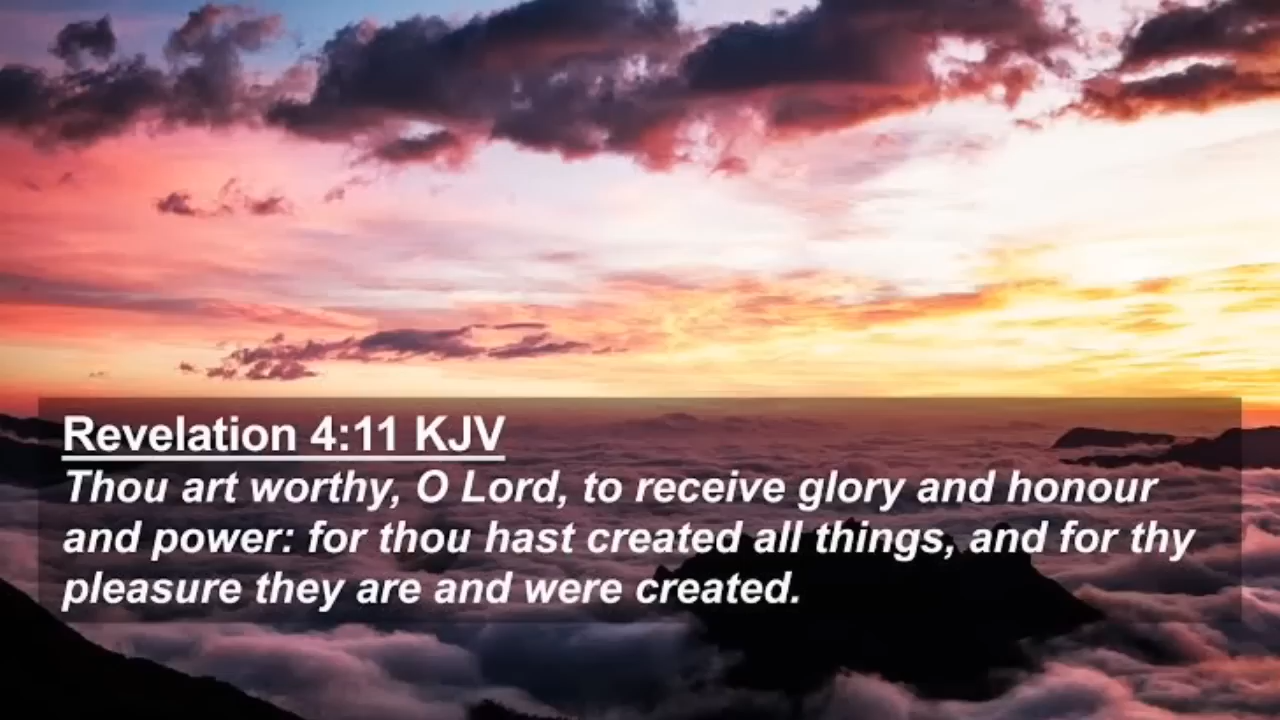 Revelation 4:11 KJV
Thou art worthy, O Lord, to receive glory and honour
and power: for thou hast created all things, and for thy
pleasure they are and were created.